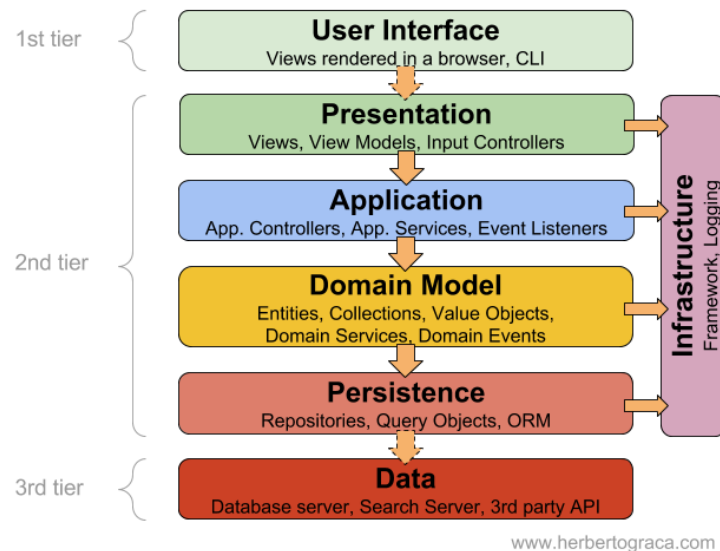 1st tier
User Interface
Views rendered in a browser, CLI
2nd tier
Presentation
Views, View Models, Input Controllers
Application
App. Controllers, App. Services, Event Listeners
Domain Model
Entities, Collections, Value Objects,
Domain Services, Domain Events
Persistence
Repositories, Query Objects, ORM
Infrastructure
Framework, Logging
3rd tier
Data
Database server, Search Server, 3rd party API
www.herbertograca.com